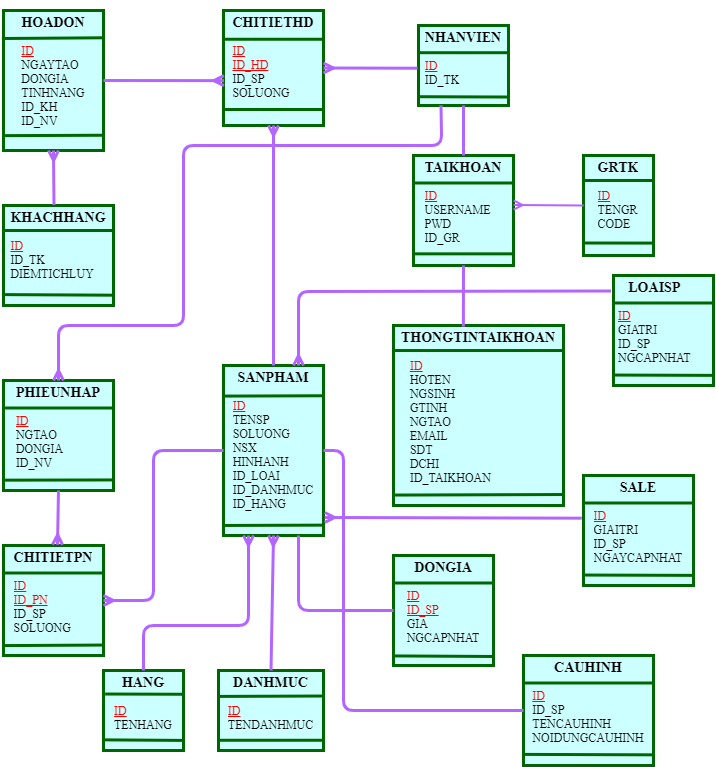 HOADON
ID
NGAYTAO
DONGIA
TINHNANG
ID_KH
ID_NV
CHITIETHD
ID
ID_HD
ID_SP
SOLUONG
NHANVIEN
ID
ID_TK
TAIKHOAN
ID
USERNAME
PWD
ID_GR
GRTK
ID
TENGR
CODE
KHACHHANG
ID
ID_TK
DIEMTICHLUY
LOAISP
ID
GIATRI
ID_SP
NGCAPNHAT
THONGTINTAIKHOAN
ID
HOTEN
NGSINH
GTINH
NGTAO
EMAIL
SDT
DCHI
ID_TAIKHOAN
SANPHAM
ID
TENSP
SOLUONG
NSX
HINHANH
ID_LOAI
ID_DANHMUC
ID_HANG
PHIEUNHAP
ID
NGTAO
DONGIA
ID_NV
SALE
ID
GIAITRI
ID_SP
NGAYCAPNHAT
CHITIETPN
ID
ID_PN
ID_SP
SOLUONG
DONGIA
ID
ID_SP
GIA
NGCAPNHAT
HANG
ID
TENHANG
DANHMUC
ID
TENDANHMUC
CAUHINH
ID
ID_SP
TENCAUHINH
NOIDUNGCAUHINH